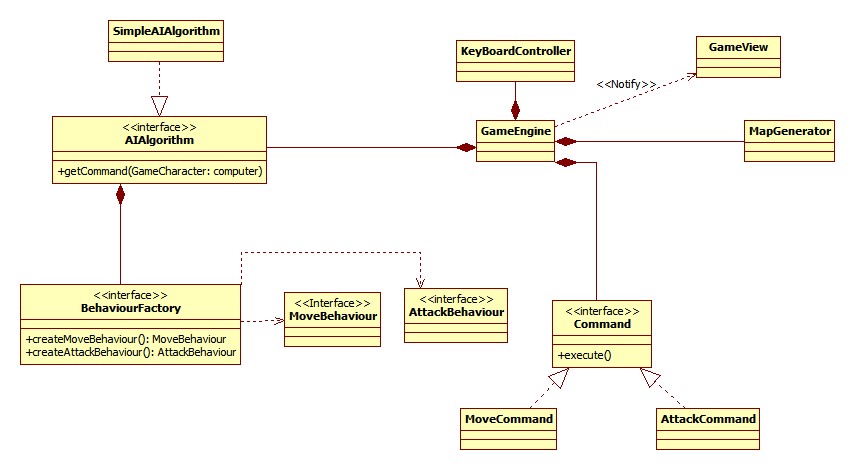 SimpleAIAlgorithm
KeyBoardController
GameView
<<Notify>>
<<interface>>
AIAlgorithm
+getCommand(GameCharacter: computer)
GameEngine
MapGenerator
<<interface>>
BehaviourFactory
+createMoveBehaviour(): MoveBehaviour
+createAttackBehaviour(): AttackBehaviour
<<Interface>>
MoveBehaviour
<<interface>>
AttackBehaviour
<<interface>>
Command
+execute()
MoveCommand
AttackCommand